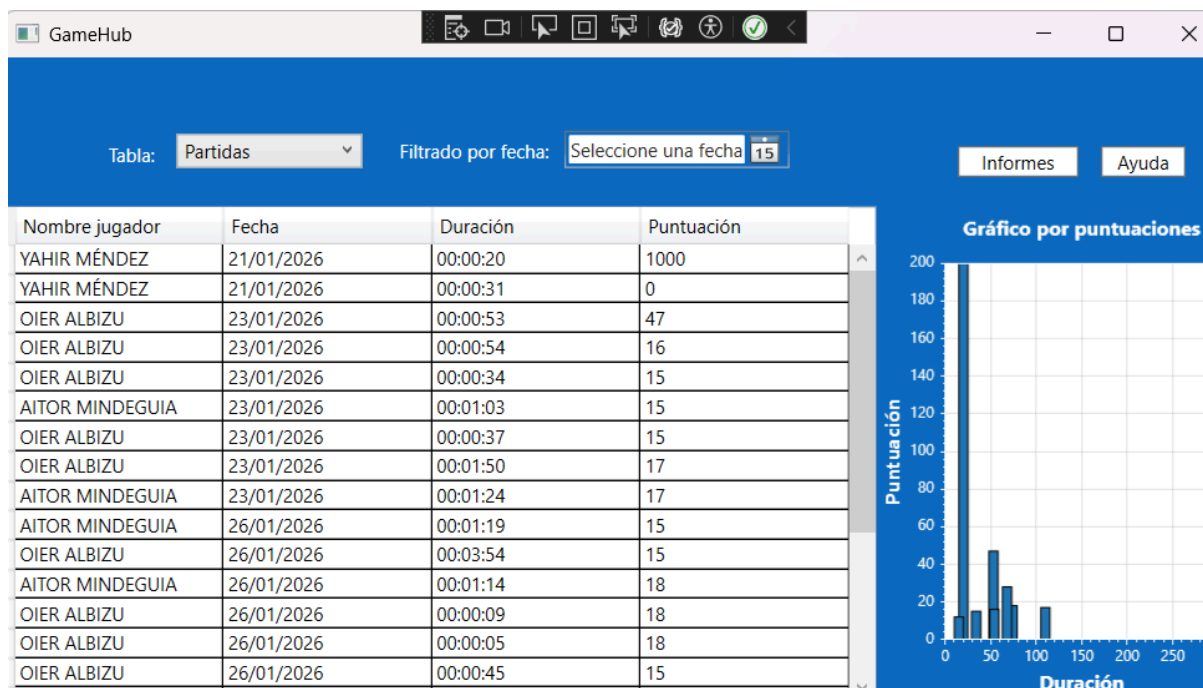 GameHub
Tabla: Partidas Filtrado por fecha: Seleccione una fecha 15 Informes Ayuda
Nombre jugador Fecha Duración Puntuación
YAHIR MÉNDEZ 21/01/2026 00:00:20 1000
YAHIR MÉNDEZ 21/01/2026 00:00:31 0
OIER ALBIZU 23/01/2026 00:00:53 47
OIER ALBIZU 23/01/2026 00:00:54 16
OIER ALBIZU 23/01/2026 00:00:34 15
AITOR MINDEGUIA 23/01/2026 00:01:03 15
OIER ALBIZU 23/01/2026 00:00:37 15
OIER ALBIZU 23/01/2026 00:01:50 17
AITOR MINDEGUIA 23/01/2026 00:01:24 17
AITOR MINDEGUIA 26/01/2026 00:01:19 15
OIER ALBIZU 26/01/2026 00:03:54 15
AITOR MINDEGUIA 26/01/2026 00:01:14 18
OIER ALBIZU 26/01/2026 00:00:09 18
OIER ALBIZU 26/01/2026 00:00:05 18
OIER ALBIZU 26/01/2026 00:00:45 15
Gráfico por puntuaciones
Puntuación
200
180
160
140
120
100
80
60
40
20
0
0 50 100 150 200 250
Duración